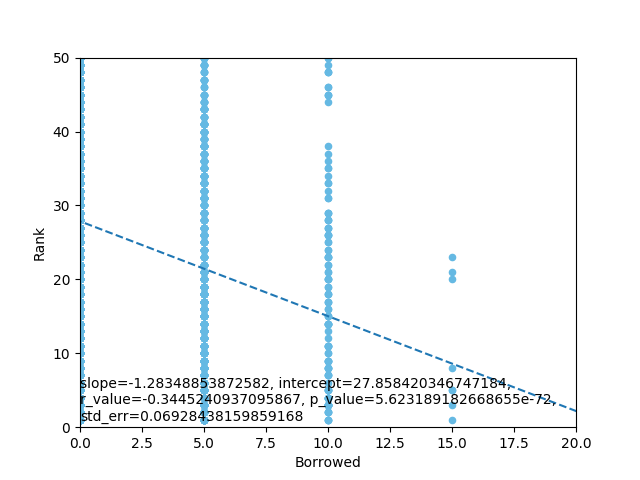 50
40
30
20
10
0
Rank
slope=-1.28348853872582, intercept=27.858420346747184,
r_value=-0.3445240937095867, p_value=5.623189182668655e-72,
std_err=0.06928438159859168
0.0 2.5 5.0 7.5 10.0 12.5 15.0 17.5 20.0
Borrowed